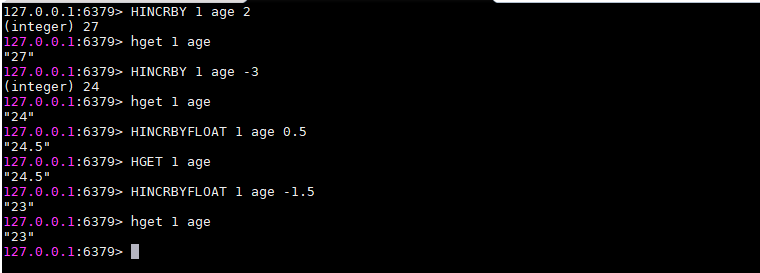 127.0.0.1:6379> HINCRBY 1 age 2
(integer) 27
127.0.0.1:6379> hget 1 age
"27"
127.0.0.1:6379> HINCRBY 1 age -3
(integer) 24
127.0.0.1:6379> hget 1 age
"24"
127.0.0.1:6379> HINCRBYFLOAT 1 age 0.5
"24.5"
127.0.0.1:6379> HGET 1 age
"24.5"
127.0.0.1:6379> HINCRBYFLOAT 1 age -1.5
"23"
127.0.0.1:6379> hget 1 age
"23"
127.0.0.1:6379>